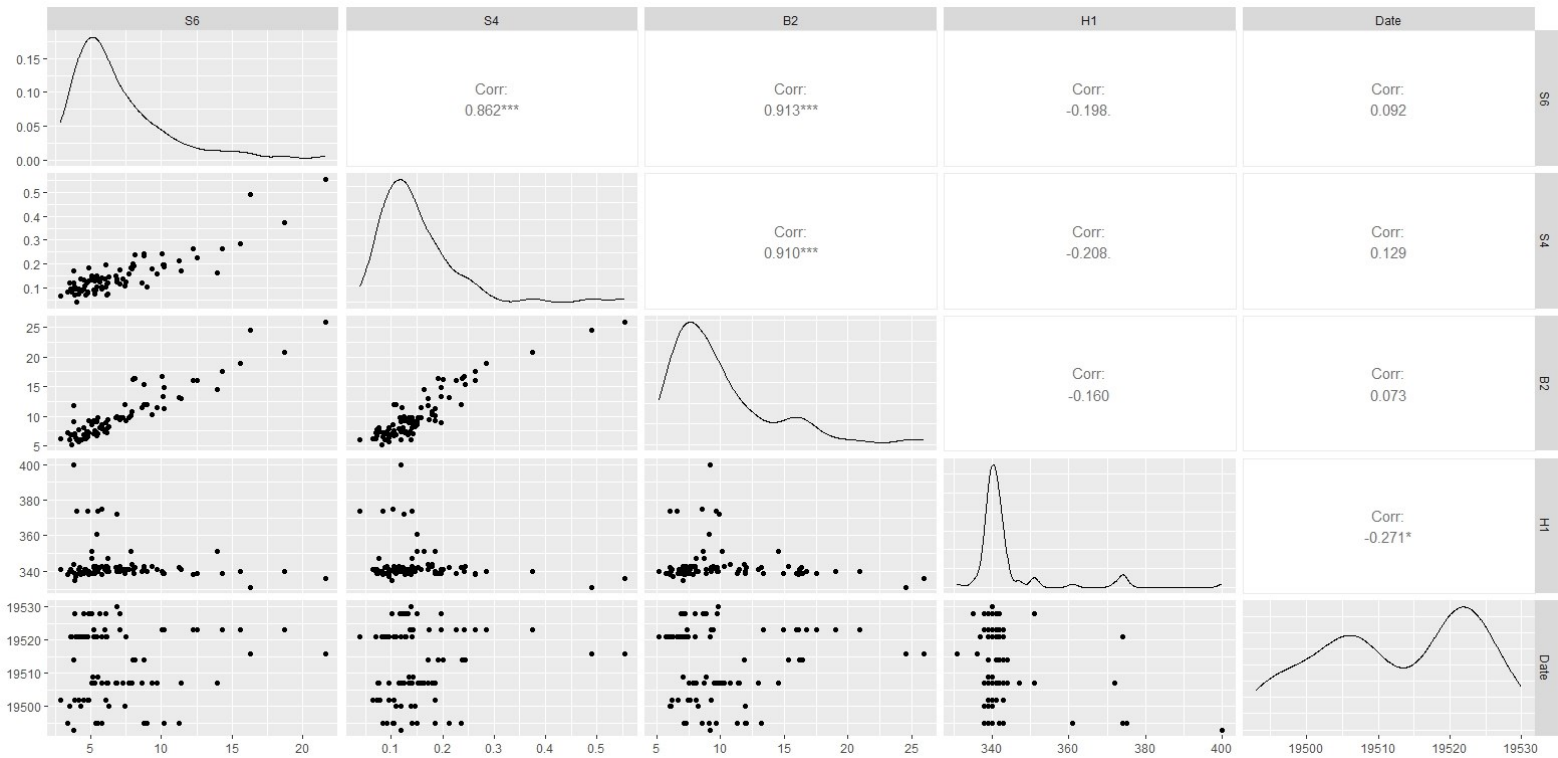 S6 S4 B2 H1 Date
0.15
0.10
0.05
0.00
Corr:
0.862***
Corr:
0.913***
Corr:
-0.198.
Corr:
0.092
S6
0.5
0.4
0.3
0.2
0.1
Corr:
0.910***
Corr:
-0.208.
Corr:
0.129
S4
25
20
15
10
5
Corr:
-0.160
Corr:
0.073
B2
400
380
360
340
Corr:
-0.271*
H1
19530
19520
19510
19500
Date
5 10 15 20
0.1 0.2 0.3 0.4 0.5
5 10 15 20 25
340 360 380 400
19500 19510 19520 19530